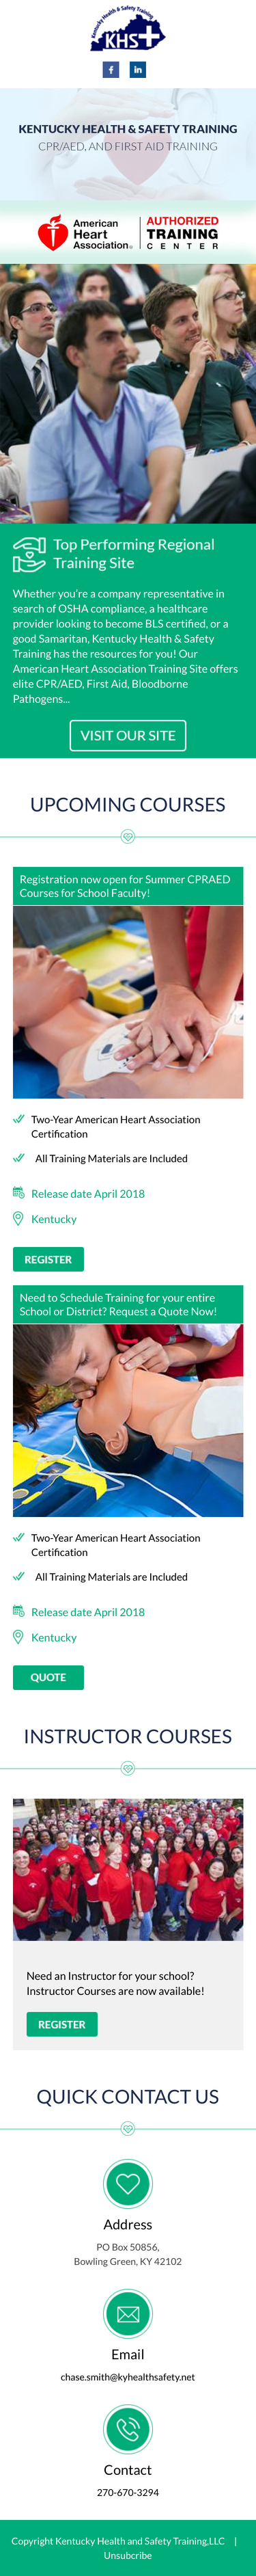 Kentucky Health & Safety Training
KHS
f
in
KENTUCKY HEALTH & SAFETY TRAINING
CPR/AED, AND FIRST AID TRAINING
American
Heart
Association®
AUTHORIZED
TRAINING
CENTER
Top Performing Regional
Training Site
Whether you're a company representative in
search of OSHA compliance, a healthcare
provider looking to become BLS certified, or a
good Samaritan, Kentucky Health & Safety
Training has the resources for you! Our
American Heart Association Training Site offers
elite CPR/AED, First Aid, Bloodborne
Pathogens...
VISIT OUR SITE
UPCOMING COURSES
Registration now open for Summer CPRAED
Courses for School Faculty!
Two-Year American Heart Association
Certification
All Training Materials are Included
Release date April 2018
Kentucky
REGISTER
Need to Schedule Training for your entire
School or District? Request a Quote Now!
Two-Year American Heart Association
Certification
All Training Materials are Included
Release date April 2018
Kentucky
QUOTE
INSTRUCTOR COURSES
Need an Instructor for your school?
Instructor Courses are now available!
REGISTER
QUICK CONTACT US
Address
PO Box 50856,
Bowling Green, KY 42102
Email
chase.smith@kyhealthsafety.net
Contact
270-670-3294
Copyright Kentucky Health and Safety Training,LLC |
Unsubcribe